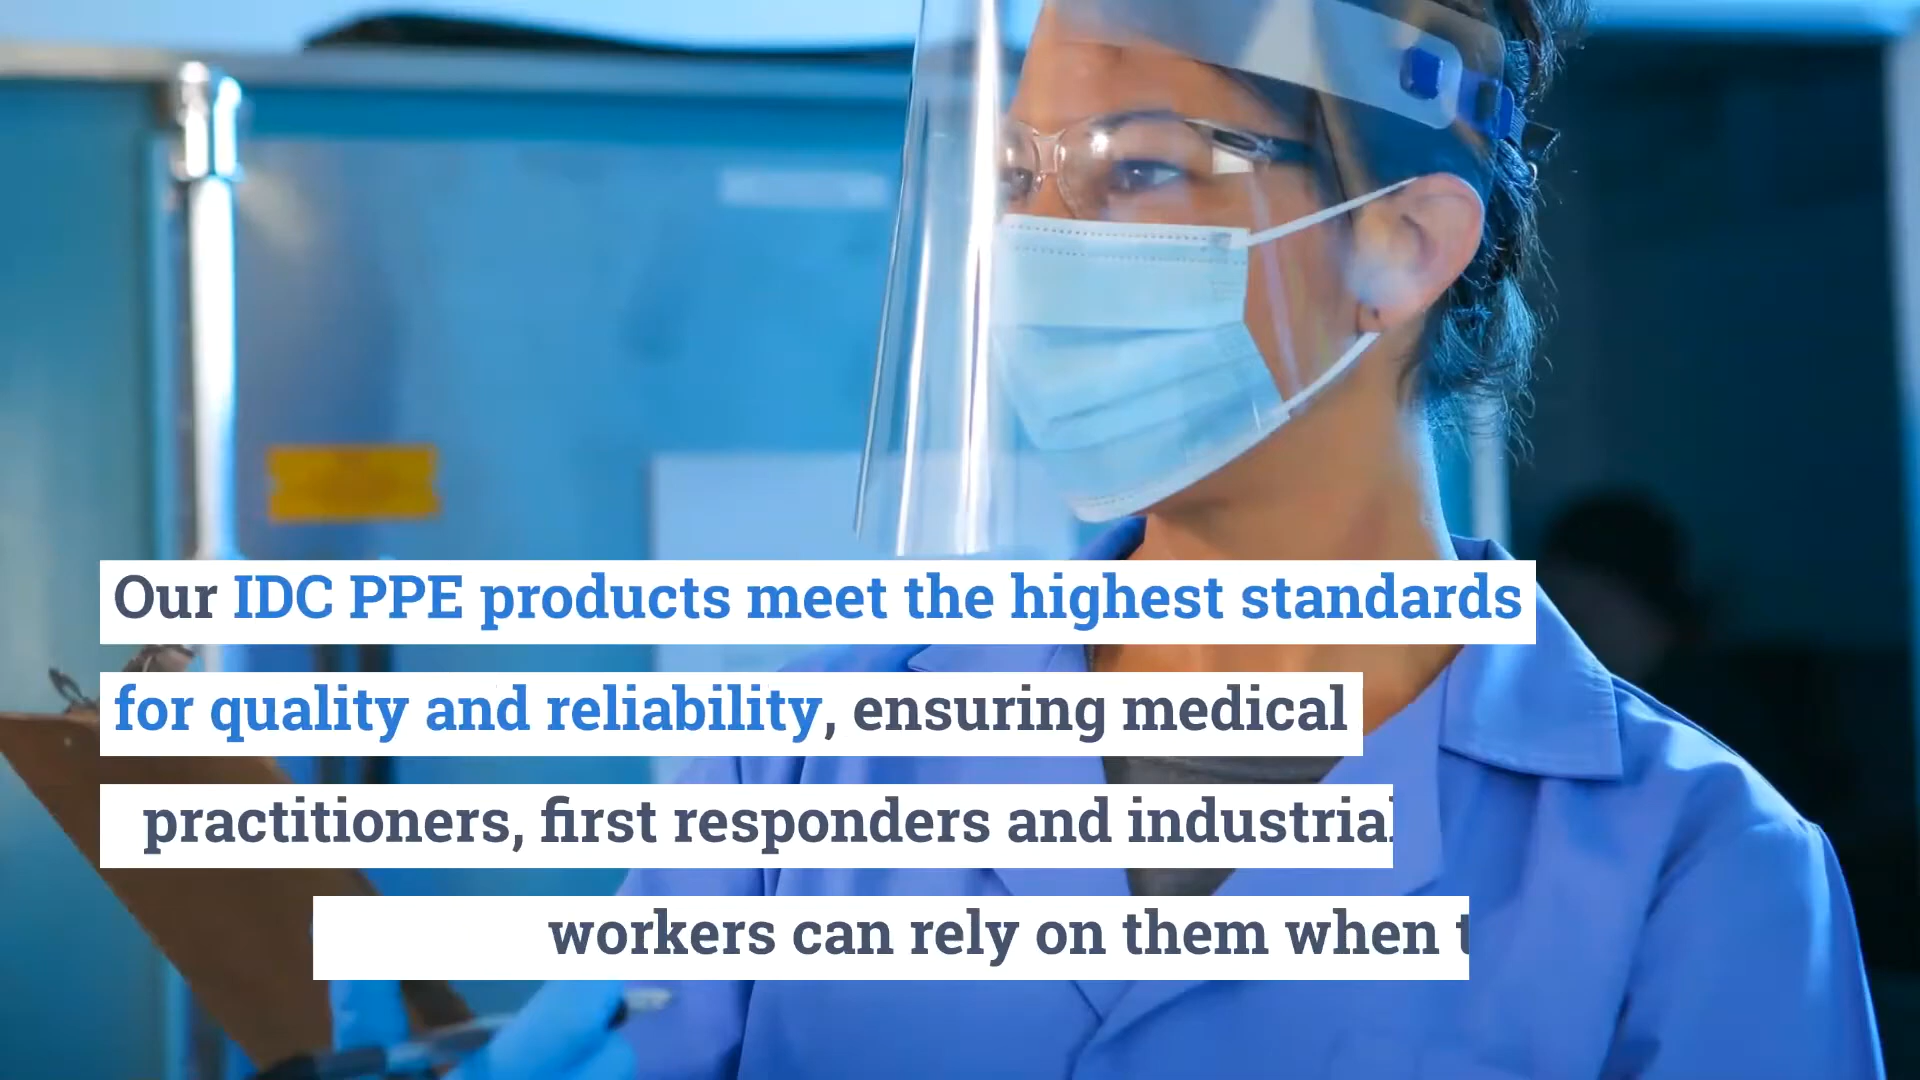 Our IDC PPE products meet the highest standards
for quality and reliability, ensuring medical
practitioners, first responders and industrial
workers can rely on them when t